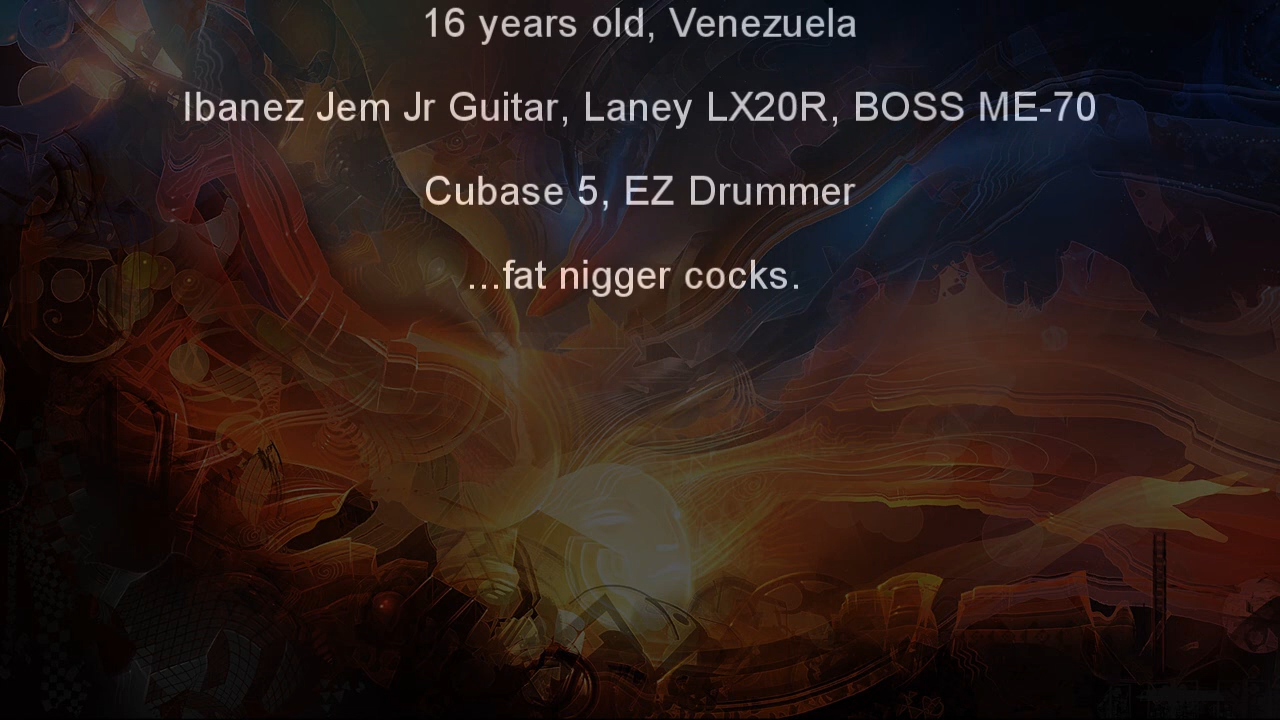 16 years old, Venezuela
Ibanez Jem Jr Guitar, Laney LX20R, BOSS ME-70
Cubase 5, EZ Drummer
...fat nigger cocks.